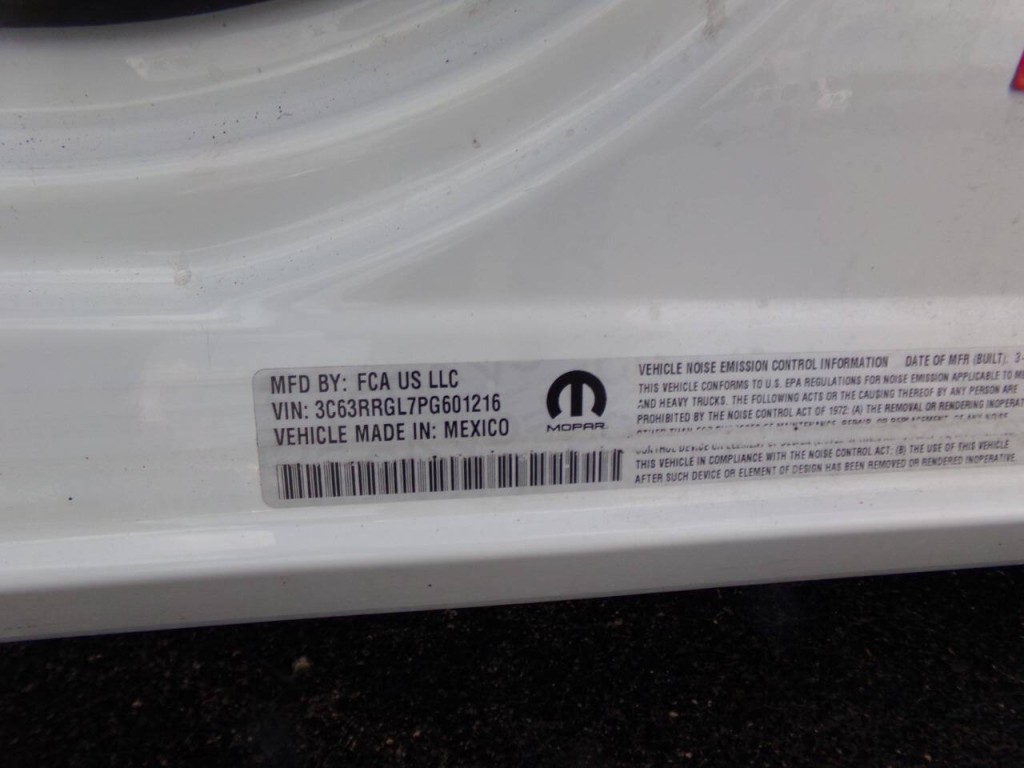 MFD BY: FCA US LLC
VIN: 3C63RRGL7PG601216
VEHICLE MADE IN: MEXICO
MOPAR
VEHICLE NOISE EMISSION CONTROL INFORMATION DATE OF MFR (BUILT): 3-
THIS VEHICLE CONFORMS TO U.S. EPA REGULATIONS FOR NOISE EMISSION APPLICABLE TO
AND HEAVY TRUCKS. THE FOLLOWING ACTS OR THE CAUSING THEREOF BY ANY PERSON ARE
PROHIBITED BY THE NOISE CONTROL ACT OF 1972: (A) THE REMOVAL OR RENDERING
THIS VEHICLE IN COMPLIANCE WITH THE NOISE CONTROL ACT; (B) THE USE OF THIS VEHICLE
AFTER SUCH DEVICE OR ELEMENT OF DESIGN HAS BEEN REMOVED OR RENDERED INOPERATIVE.